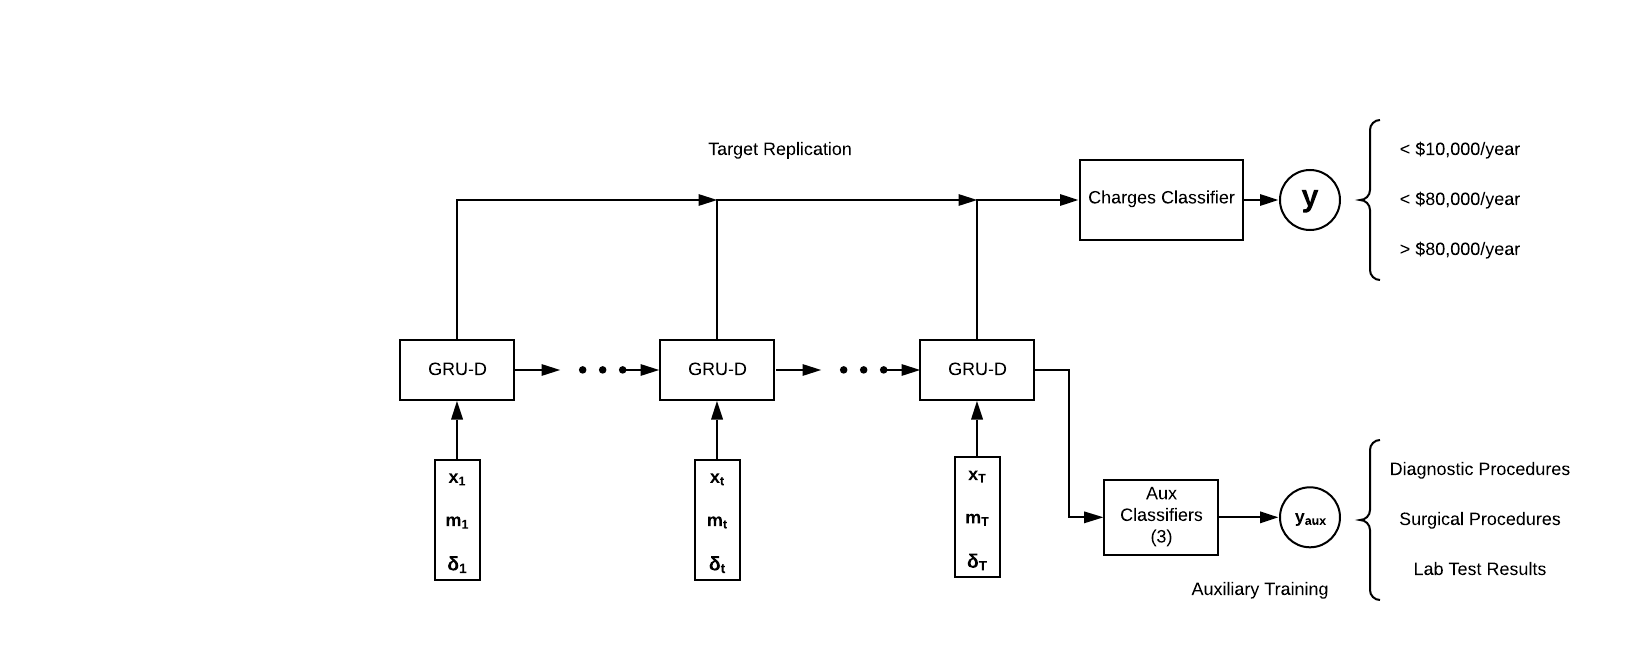 Target Replication
Charges Classifier
y
< $10,000/year
< $80,000/year
> $80,000/year
GRU-D
GRU-D
GRU-D
x1
m1
δ1
xt
mt
δt
xT
mT
δT
Aux
Classifiers
(3)
yaux
Diagnostic Procedures
Surgical Procedures
Lab Test Results
Auxiliary Training